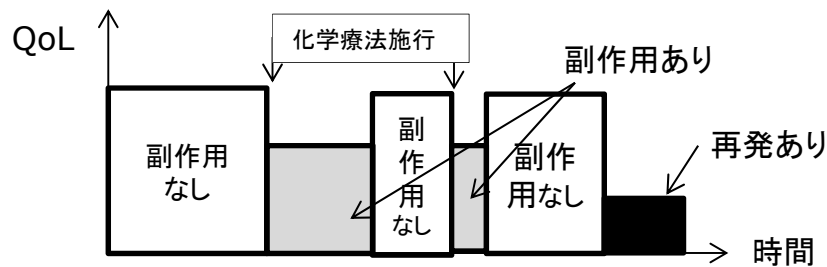 QoL
化学療法施行
副作用あり
副作用
なし
副
作
用
なし
副作
用なし
再発あり
時間